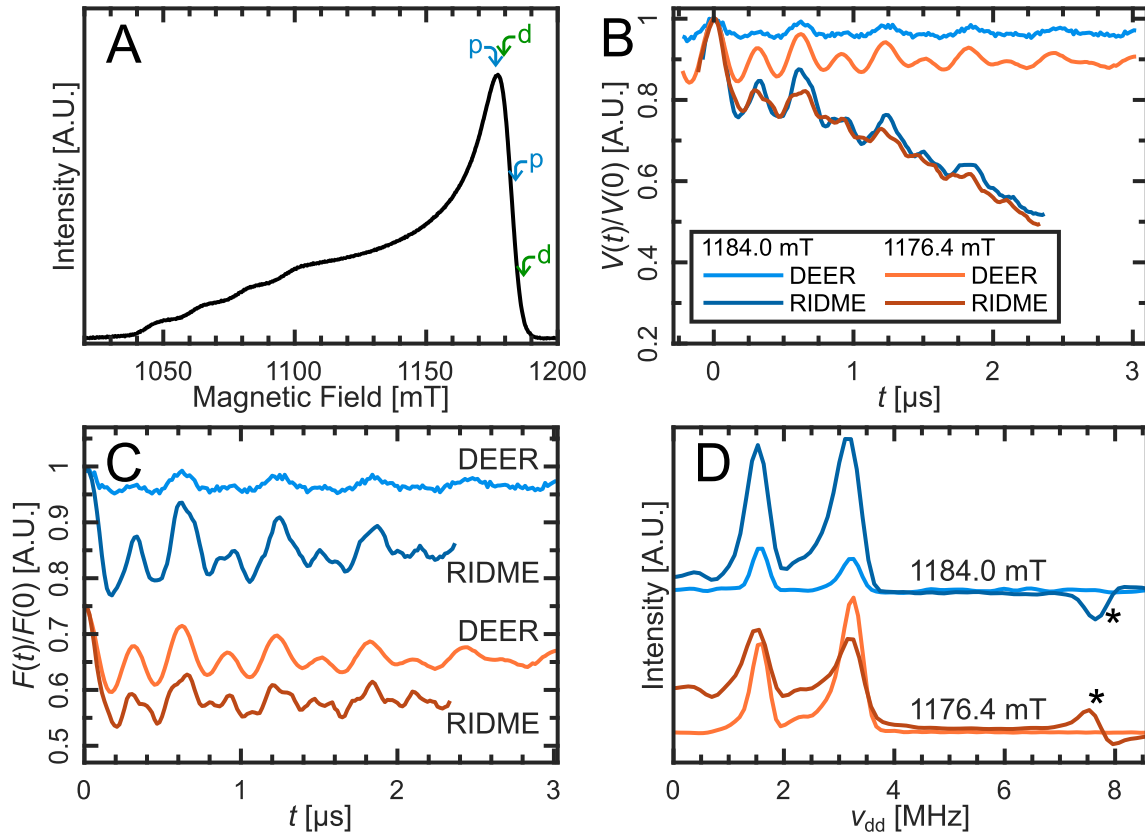 A
p
d
p
d
Intensity [A.U.]
1050
1100
1150
1200
Magnetic Field [mT]
B
1
0.8
0.6
0.4
0.2
V(t)/V(0) [A.U.]
1184.0 mT 1176.4 mT
DEER DEER
RIDME RIDME
0
1
2
3
t [μs]
C
DEER
RIDME
DEER
RIDME
1
0.9
0.8
0.7
0.6
0.5
F(t)/F(0) [A.U.]
0
1
2
3
t [μs]
D
1184.0 mT
*
1176.4 mT
*
Intensity [A.U.]
0
2
4
6
8
ν_dd [MHz]